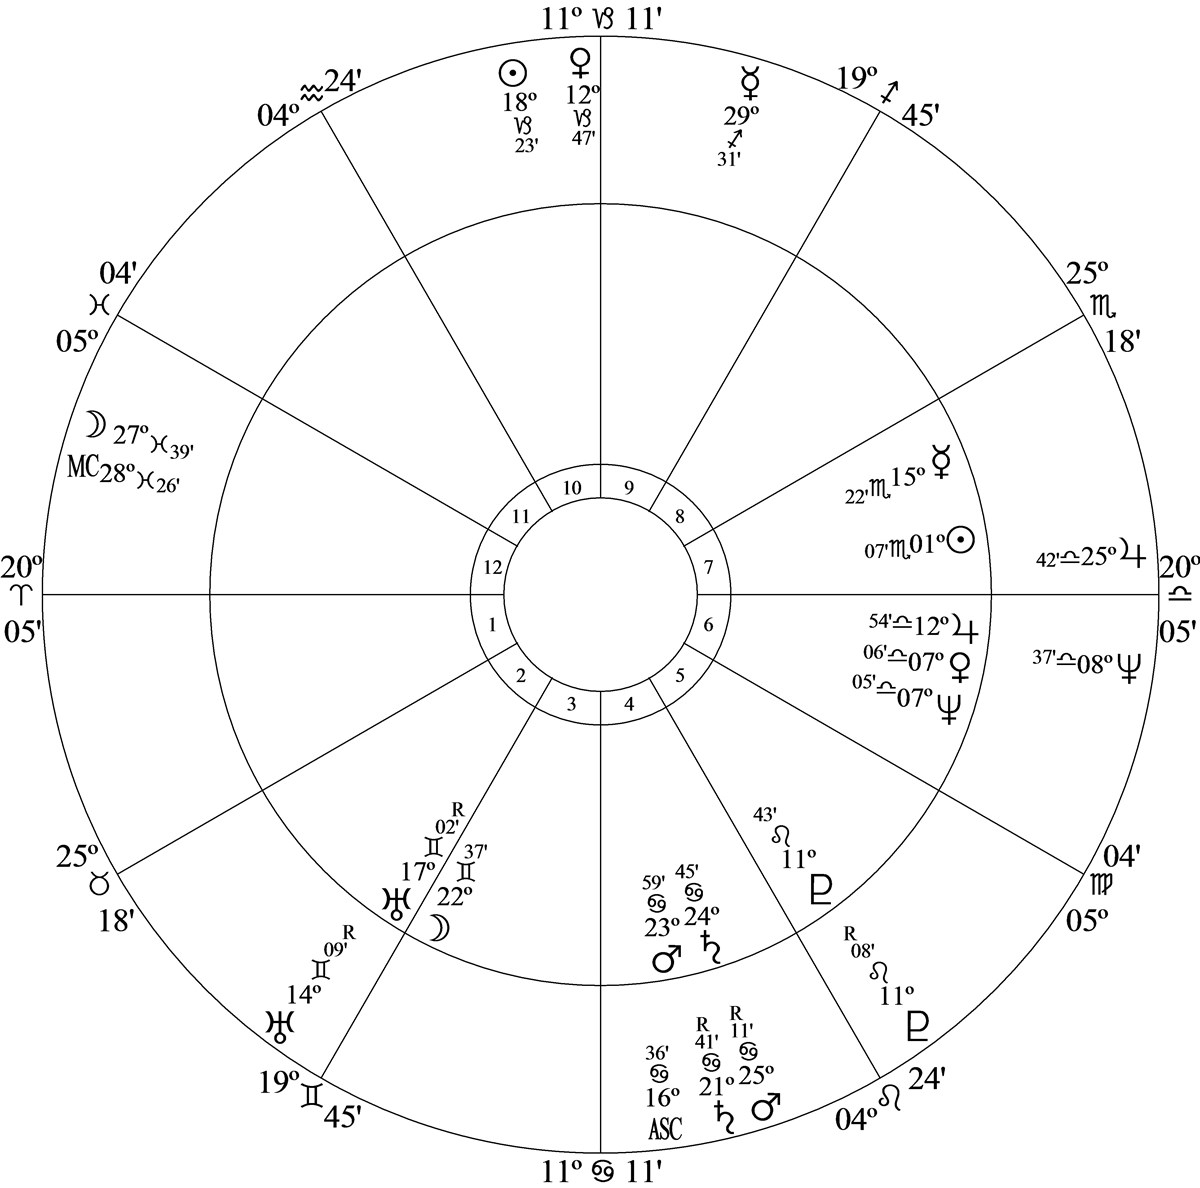 11º ♑ 11'
♒ 24'
04º
☉
18º
♑
23'
♀
12º
♑
47'
☿
29º
♐
31'
19º ♐
45'
04'
♓
05º
25º
♏
18'
☽ 27º ♓ 39'
MC 28º ♓ 26'
22' ♏ 15º ☿
07' ♏ 01º ☉
42' ♎ 25º ♃
20º
♈
05'
20º
♎
05'
10
9
11
8
12
7
1
6
2
5
3
4
54' ♎ 12º ♃
06' ♎ 07º ♀
05' ♎ 07º ♆
37' ♎ 08º ♆
R
02'
♊
17º
♅
37'
♊
22º
☽
59'
♋
23º
♂
45'
♋
24º
♄
43'
♌
11º
♇
25º
♉
18'
04'
♍
05º
R
09'
♊
14º
♅
R
08'
♌
11º
♇
36'
♋
16º
ASC
R
41'
♋
21º
♄
R
11'
♋
25º
♂
19º ♊
45'
24'
04º ♌
11º ♋ 11'